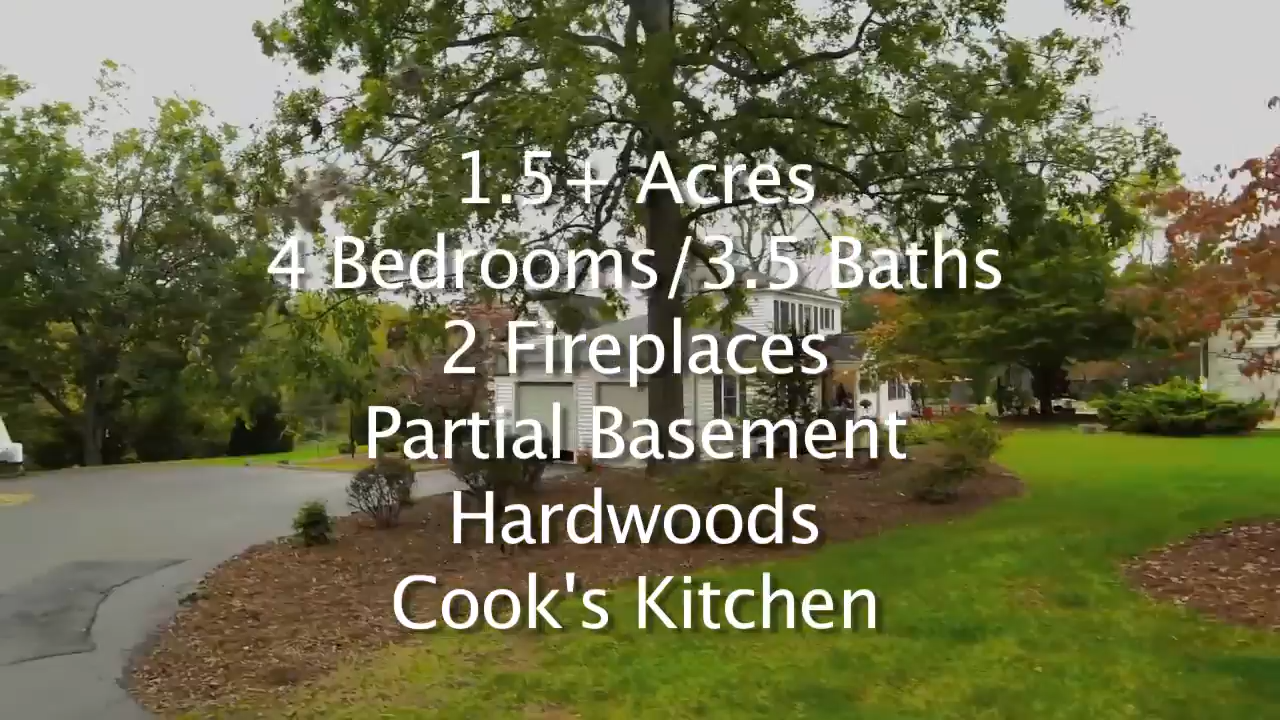 1.5+ Acres
4 Bedrooms/3.5 Baths
2 Fireplaces
Partial Basement
Hardwoods
Cook's Kitchen